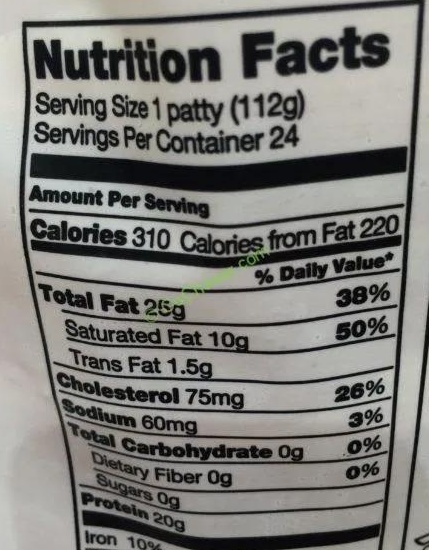 Nutrition Facts
Serving Size 1 patty (112g)
Servings Per Container 24
Amount Per Serving
Calories 310 Calories from Fat 220
% Daily Value*
Total Fat 25g 38%
Saturated Fat 10g 50%
Trans Fat 1.5g
Cholesterol 75mg 26%
Sodium 60mg 3%
Total Carbohydrate 0g 0%
Dietary Fiber 0g 0%
Sugars 0g
Protein 20g
Iron 10%